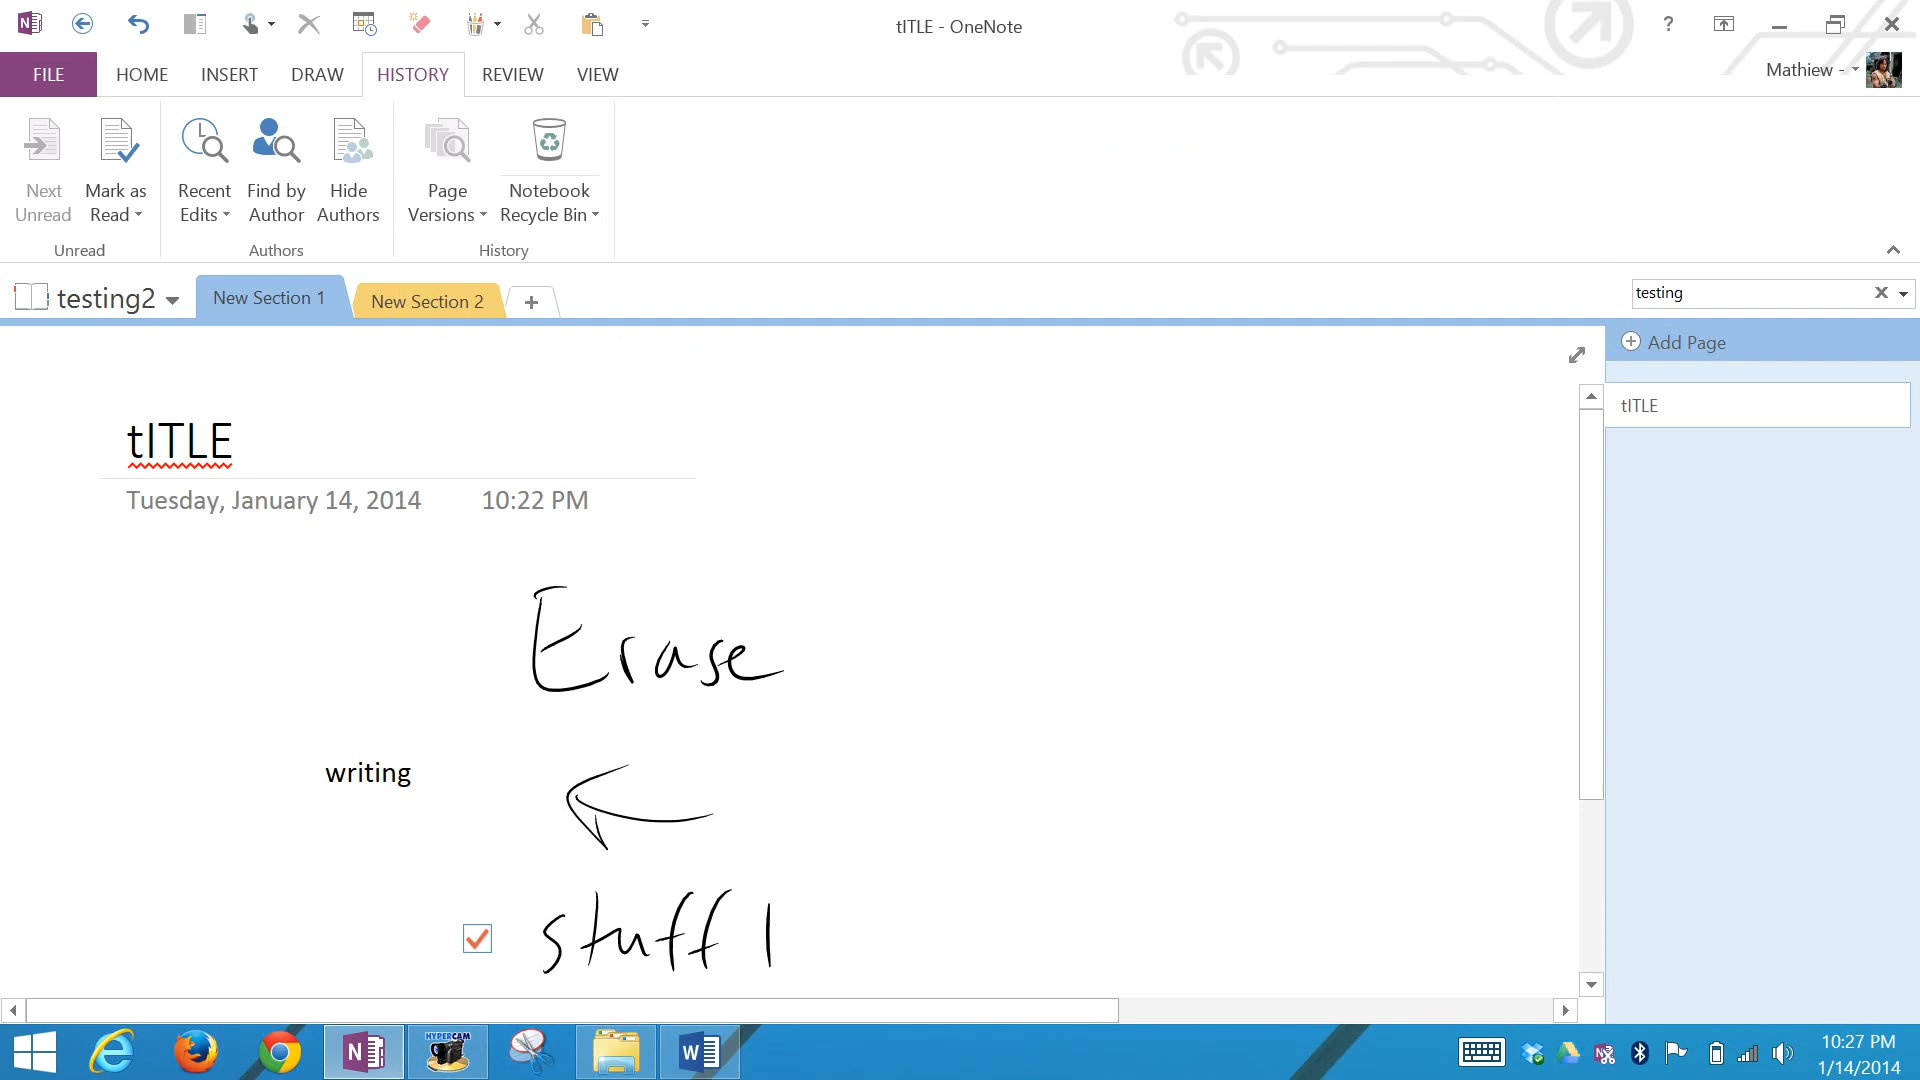 tITLE - OneNote
?
FILE HOME INSERT DRAW HISTORY REVIEW VIEW
Mathiew -
Next Unread
Mark as Read
Recent Edits
Find by Author
Hide Authors
Page Versions
Notebook Recycle Bin
Unread Authors History
testing2 New Section 1 New Section 2 +
testing
Add Page
tITLE
tITLE
Tuesday, January 14, 2014 10:22 PM
Erase
writing
stuff 1
HYPERCAM
10:27 PM
1/14/2014